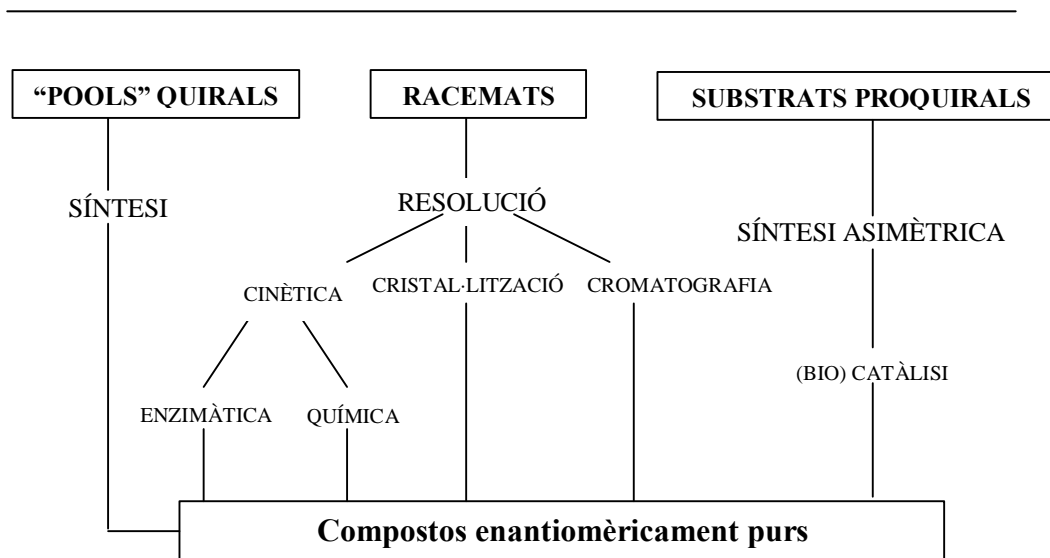 “POOLS” QUIRALS
RACEMATS
SUBSTRATS PROQUIRALS
SÍNTESI
RESOLUCIÓ
SÍNTESI ASIMÈTRICA
CINÈTICA
CRISTAL·LITZACIÓ
CROMATOGRAFIA
(BIO) CATÀLISI
ENZIMÀTICA
QUÍMICA
Compostos enantiomèricament purs